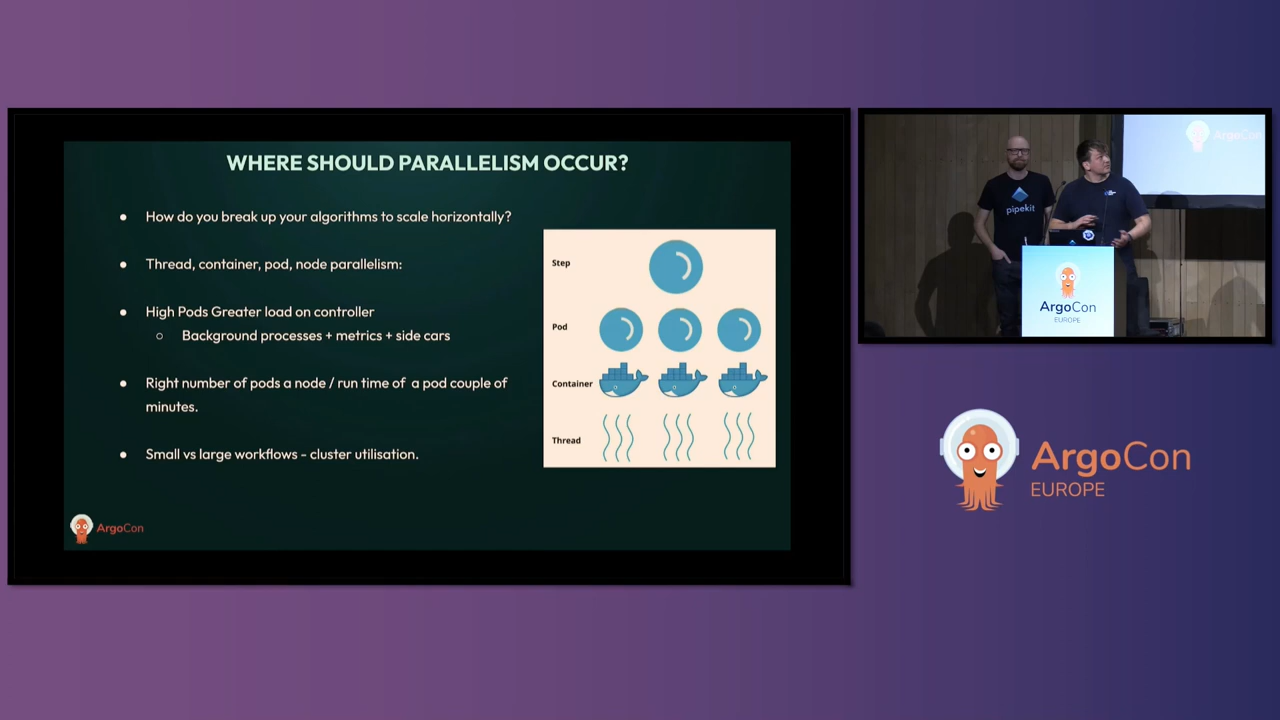 WHERE SHOULD PARALLELISM OCCUR?
How do you break up your algorithms to scale horizontally?
Thread, container, pod, node parallelism:
High Pods Greater load on controller
Background processes + metrics + side cars
Right number of pods a node / run time of a pod couple of
minutes.
Small vs large workflows - cluster utilisation.
Step
Pod
Container
Thread
ArgoCon
ArgoCon
pipekit
ArgoCon
EUROPE
ArgoCon
EUROPE